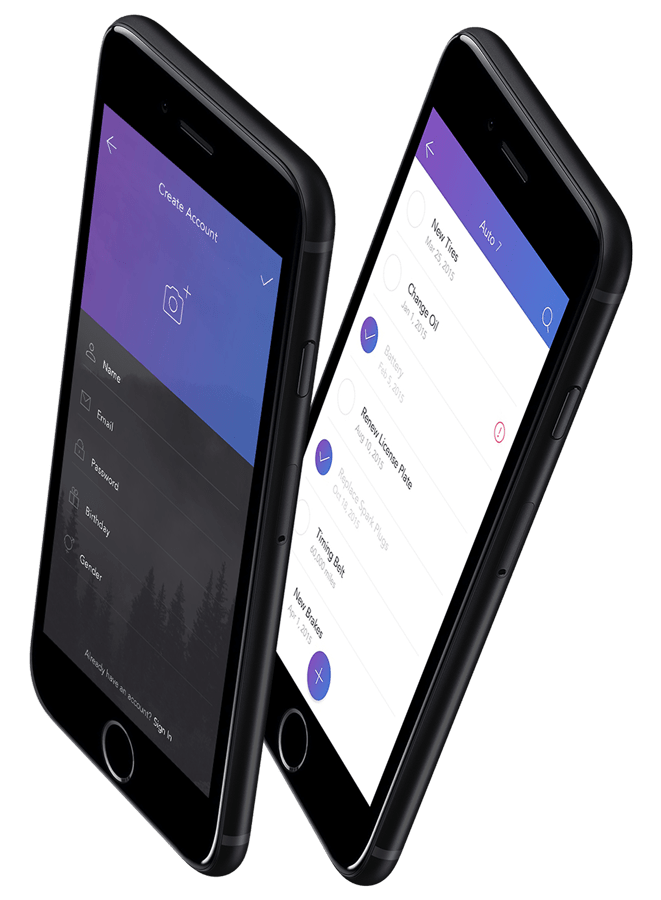 Create Account
Name
Email
Password
Birthday
Gender
Already have an account? Sign In
Auto 7
New Tires
Mar 25, 2015
Change Oil
Jan 1, 2015
Battery
Feb 5, 2015
Renew License Plate
Aug 10, 2015
Replace Spark Plugs
Oct 18, 2015
Timing Belt
60,000 miles
New Brakes
Apr 1, 2015